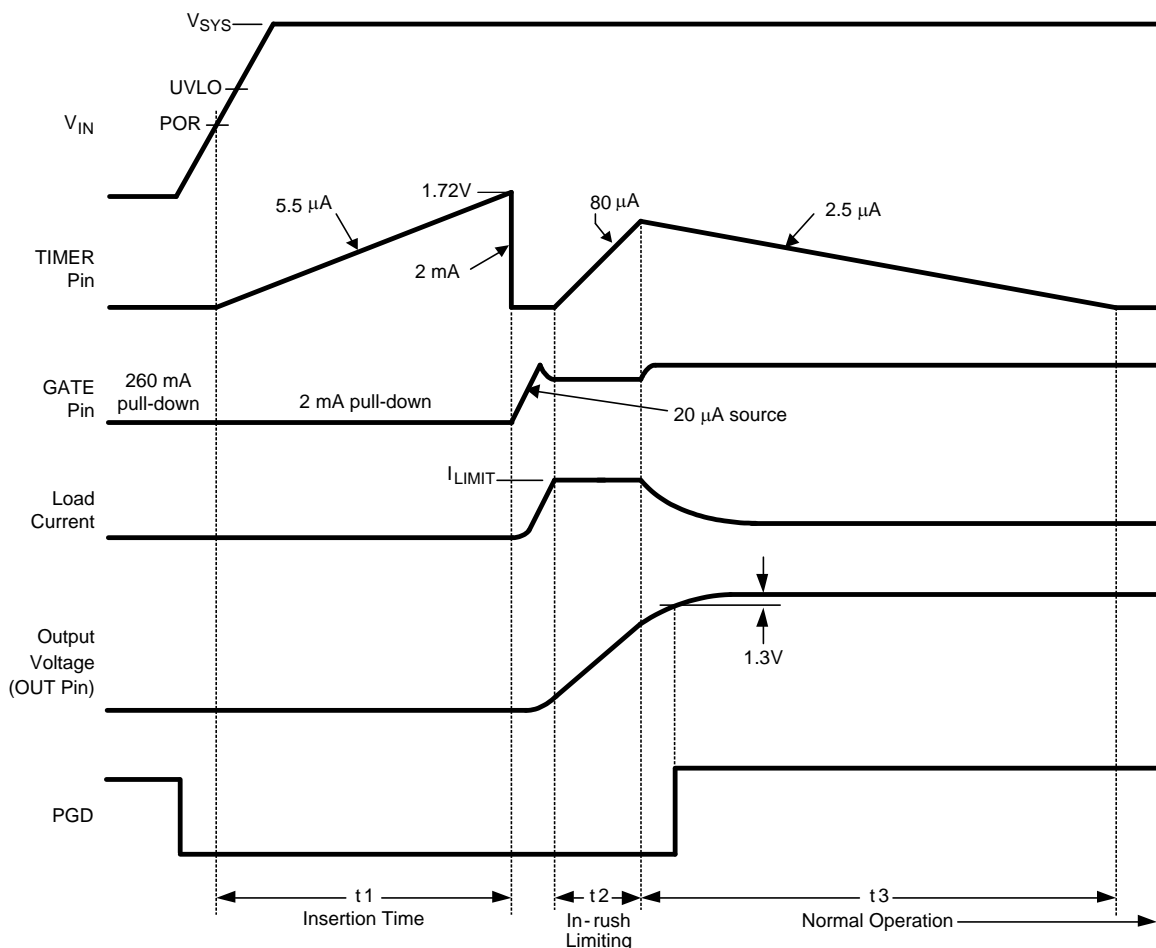 VSYS
UVLO
POR
VIN
1.72V
5.5 μA
80 μA
2.5 μA
2 mA
TIMER
Pin
GATE
Pin
260 mA
pull-down
2 mA pull-down
20 μA source
ILIMIT
Load
Current
Output
Voltage
(OUT Pin)
1.3V
PGD
t1
Insertion Time
t2
In-rush
Limiting
t3
Normal Operation